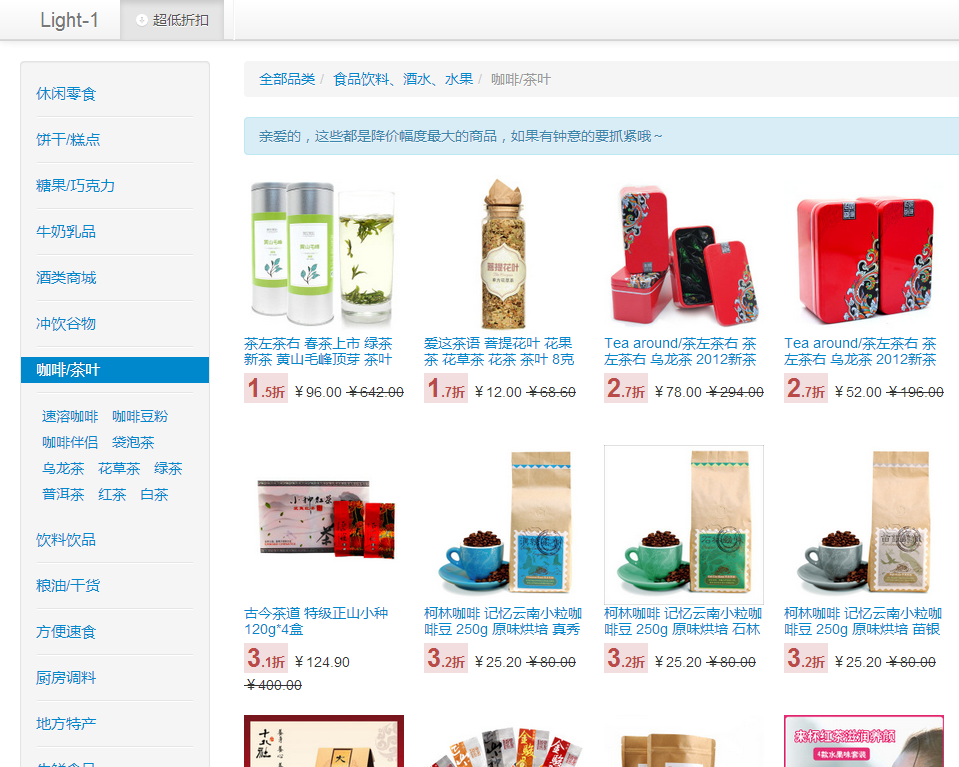 Light-1
超低折扣
休闲零食
饼干/糕点
糖果/巧克力
牛奶乳品
酒类商城
冲饮谷物
咖啡/茶叶
速溶咖啡 咖啡豆粉
咖啡伴侣 袋泡茶
乌龙茶 花草茶 绿茶
普洱茶 红茶 白茶
饮料饮品
粮油/干货
方便速食
厨房调料
地方特产
全部品类 / 食品饮料、酒水、水果 / 咖啡/茶叶
亲爱的，这些都是降价幅度最大的商品，如果有钟意的要抓紧哦～
茶左茶右 春茶上市 绿茶
新茶 黄山毛峰顶芽 茶叶
1.5折 ￥96.00 ￥642.00
菩提花叶
爱这茶语 菩提花叶 花果
茶 花草茶 花茶 茶叶 8克
1.7折 ￥12.00 ￥68.60
Tea around/茶左茶右 茶
左茶右 乌龙茶 2012新茶
2.7折 ￥78.00 ￥294.00
Tea around/茶左茶右 茶
左茶右 乌龙茶 2012新茶
2.7折 ￥52.00 ￥196.00
小种红茶
茶
古今茶道 特级正山小种
120g*4盒
3.1折 ￥124.90
￥400.00
柯林咖啡 记忆云南小粒咖
啡豆 250g 原味烘培 真秀
3.2折 ￥25.20 ￥80.00
柯林咖啡 记忆云南小粒咖
啡豆 250g 原味烘培 石林
3.2折 ￥25.20 ￥80.00
柯林咖啡 记忆云南小粒咖
啡豆 250g 原味烘培 苗银
3.2折 ￥25.20 ￥80.00
来杯红茶滋润养颜
4款水果味套装